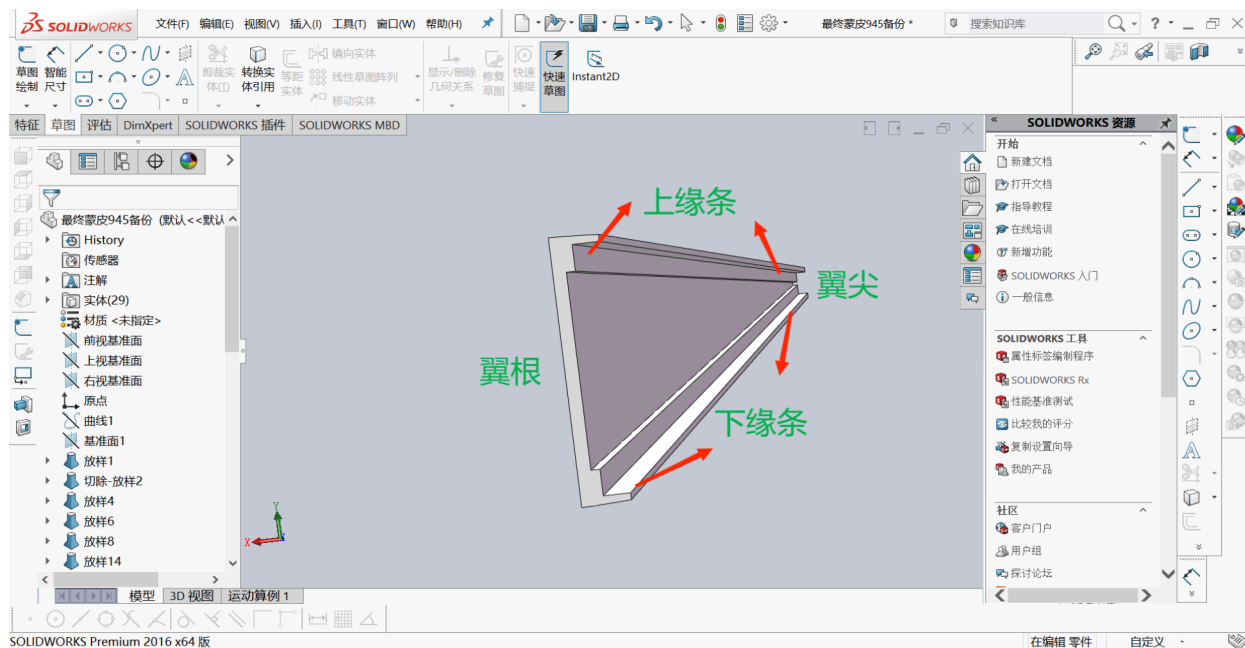 SOLIDWORKS 文件(F) 编辑(E) 视图(V) 插入(I) 工具(T) 窗口(W) 帮助(H) 最终蒙皮945备份 * 搜索知识库
草图绘制 智能尺寸 剪裁实体(I) 转换实体引用 等距实体 镜向实体 线性草图阵列 移动实体 显示/删除几何关系 修复草图 快速捕捉 快速草图 Instant2D
特征 草图 评估 DimXpert SOLIDWORKS 插件 SOLIDWORKS MBD
最终蒙皮945备份 (默认<<默认
History
传感器
注解
实体(29)
材质 <未指定>
前视基准面
上视基准面
右视基准面
原点
曲线1
基准面1
放样1
切除-放样2
放样4
放样6
放样8
放样14
上缘条
翼尖
翼根
下缘条
Y
X
SOLIDWORKS 资源
开始
新建文档
打开文档
指导教程
在线培训
新增功能
SOLIDWORKS 入门
一般信息
SOLIDWORKS 工具
属性标签编制程序
SOLIDWORKS Rx
性能基准测试
比较我的评分
复制设置向导
我的产品
社区
客户门户
用户组
探讨论坛
模型 3D 视图 运动算例 1
SOLIDWORKS Premium 2016 x64 版 在编辑 零件 自定义